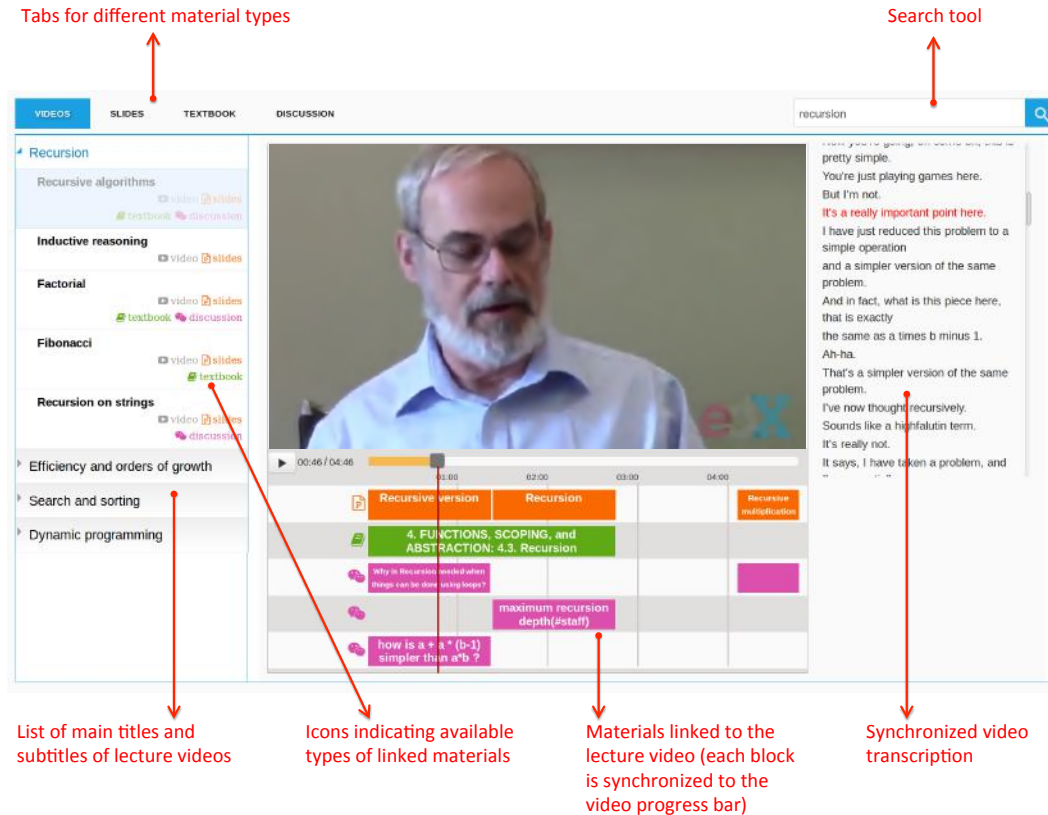 Tabs for different material types
Search tool
VIDEOS SLIDES TEXTBOOK DISCUSSION
recursion
Recursion
Recursive algorithms
video slides
textbook discussion
Inductive reasoning
video slides
Factorial
video slides
textbook discussion
Fibonacci
video slides
textbook
Recursion on strings
video slides
discussion
Efficiency and orders of growth
Search and sorting
Dynamic programming
edX
pretty simple.
You're just playing games here.
But I'm not.
It's a really important point here.
I have just reduced this problem to a
simple operation
and a simpler version of the same
problem.
And in fact, what is this piece here,
that is exactly
the same as a times b minus 1.
Ah-ha.
That's a simpler version of the same
problem.
I've now thought recursively.
Sounds like a highfalutin term.
It's really not.
It says, I have taken a problem, and
00:46 / 04:46
01:00 02:00 03:00 04:00
Recursive version
Recursion
Recursive
multiplication
4. FUNCTIONS, SCOPING, and
ABSTRACTION: 4.3. Recursion
Why is Recursion needed when
things can be done using loops?
maximum recursion
depth(#staff)
how is a + a * (b-1)
simpler than a*b ?
List of main titles and
subtitles of lecture videos
Icons indicating available
types of linked materials
Materials linked to the
lecture video (each block
is synchronized to the
video progress bar)
Synchronized video
transcription